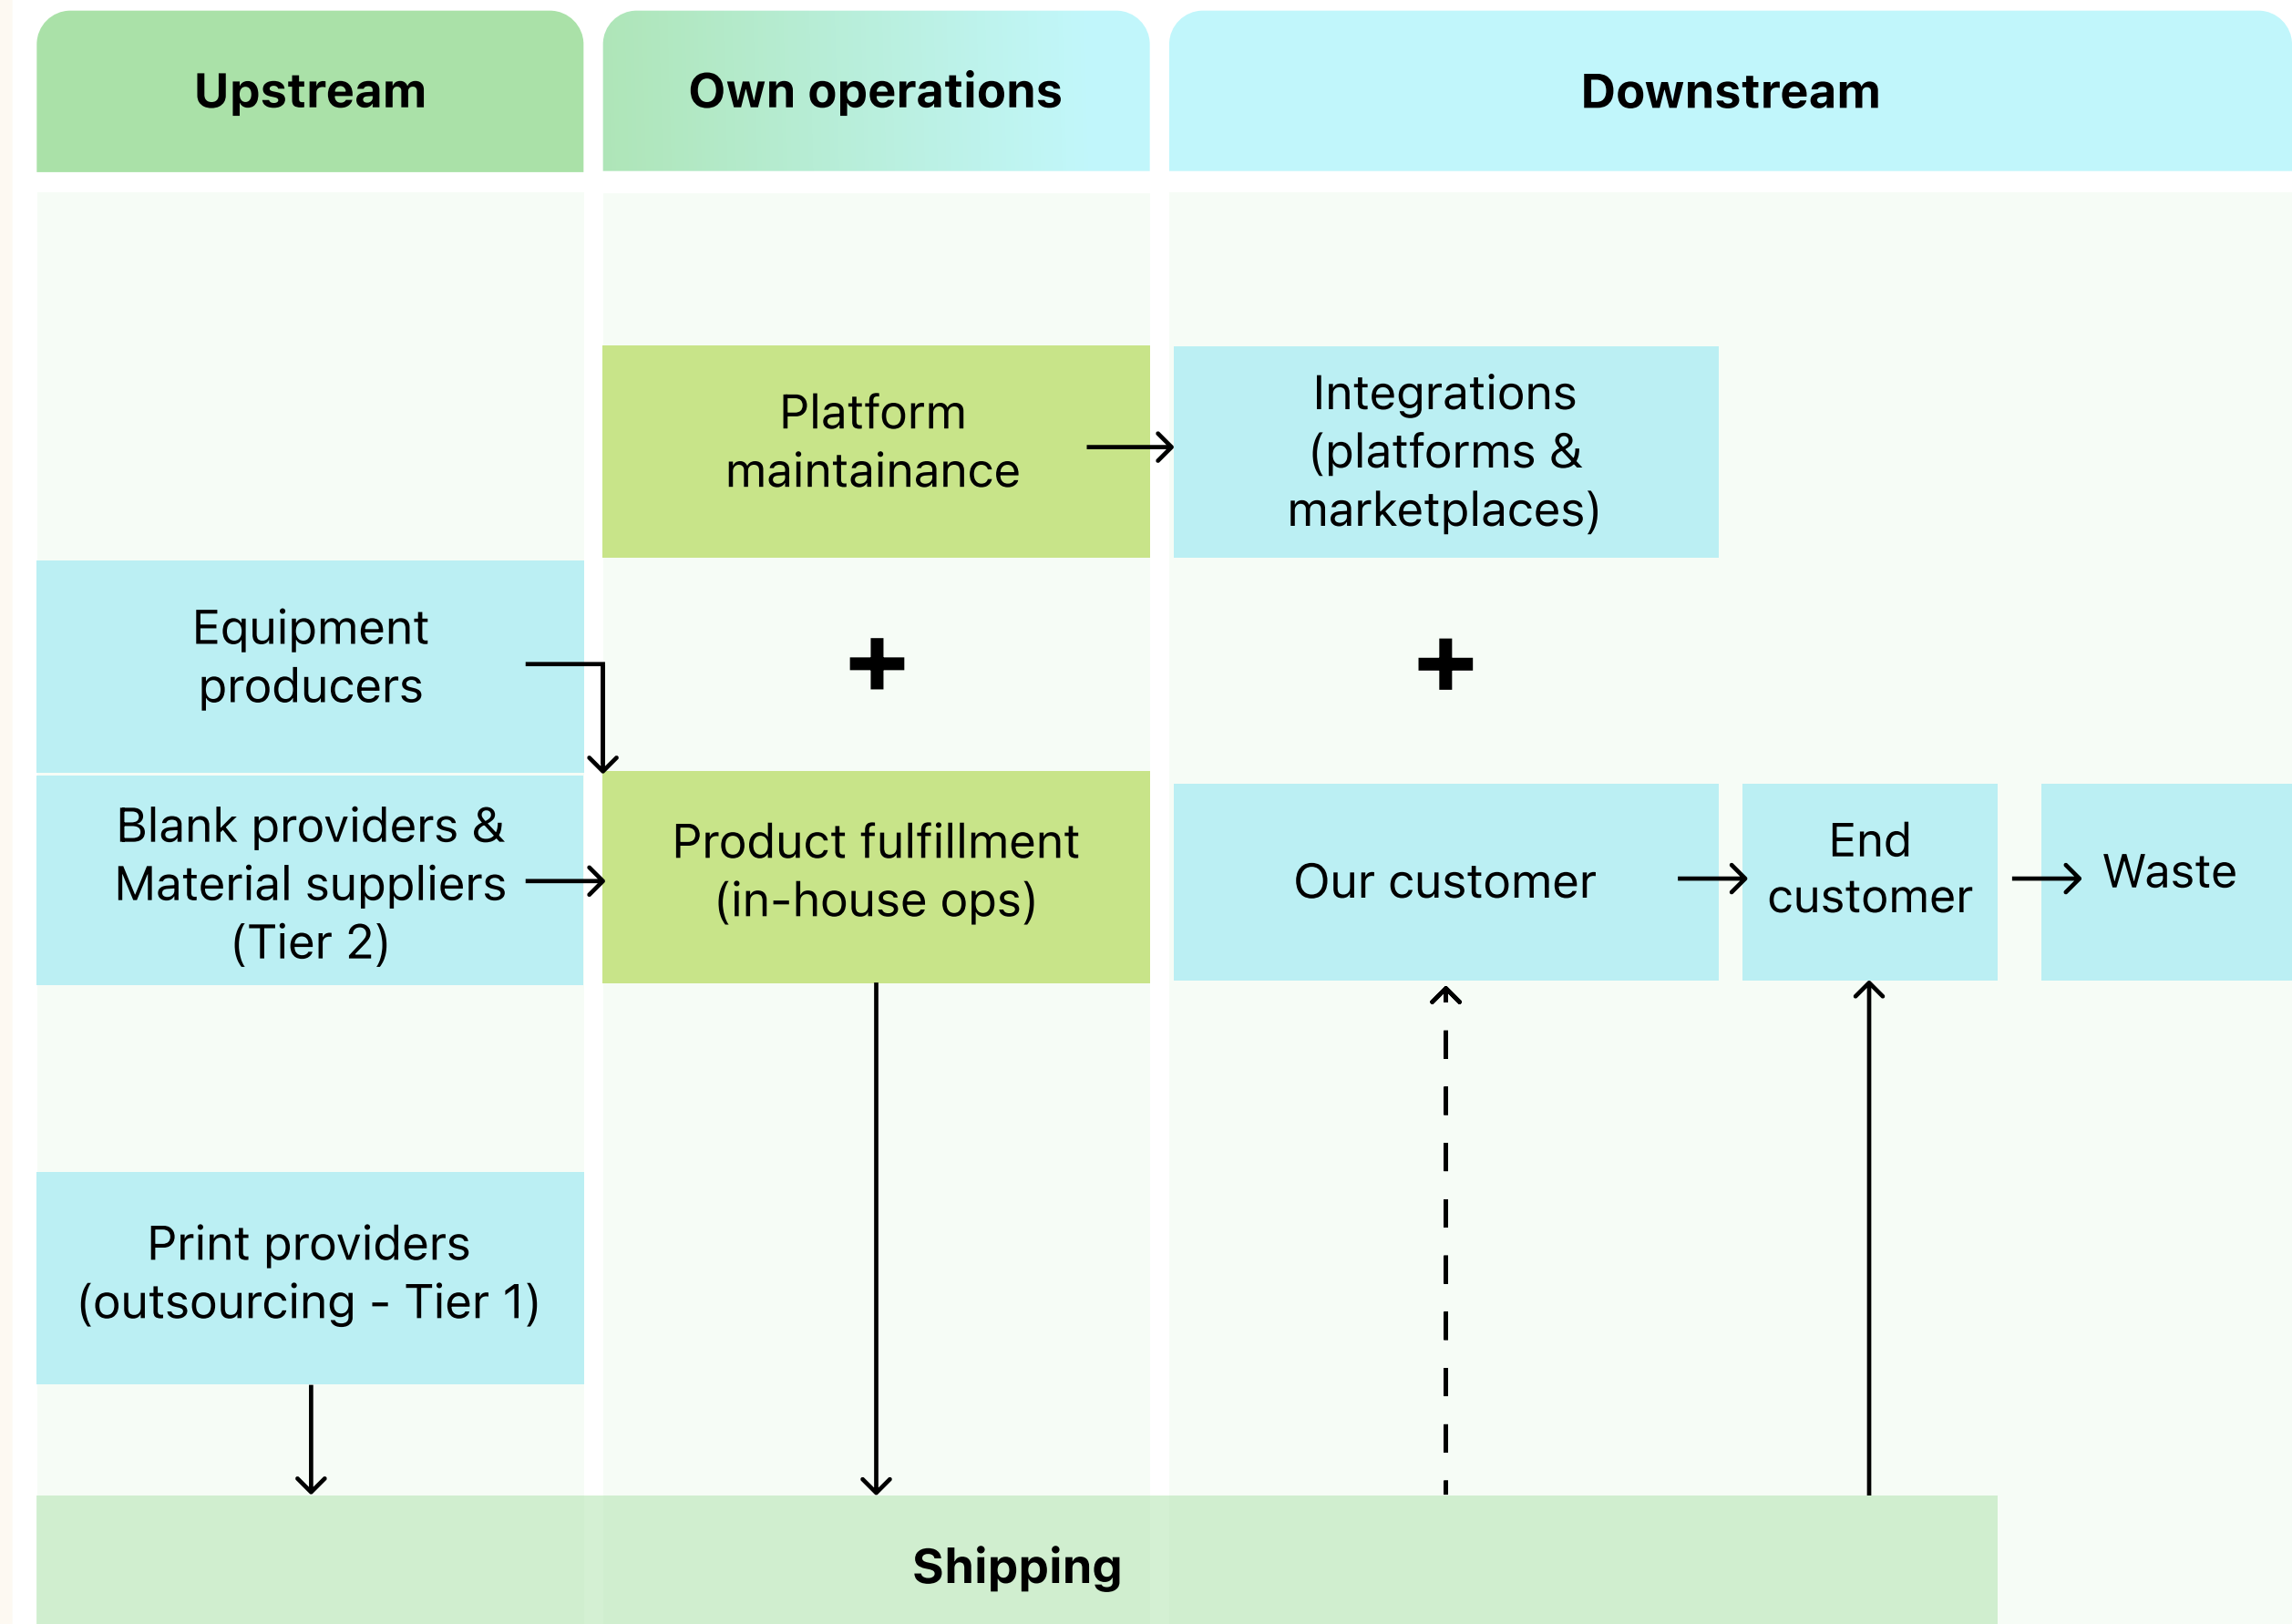 Upstream
Own operations
Downstream
Platform
maintainance
Integrations
(platforms &
marketplaces)
Equipment
producers
+
+
Blank providers &
Material suppliers
(Tier 2)
Product fulfillment
(in-house ops)
Our customer
End
customer
Waste
Print providers
(outsourcing - Tier 1)
Shipping